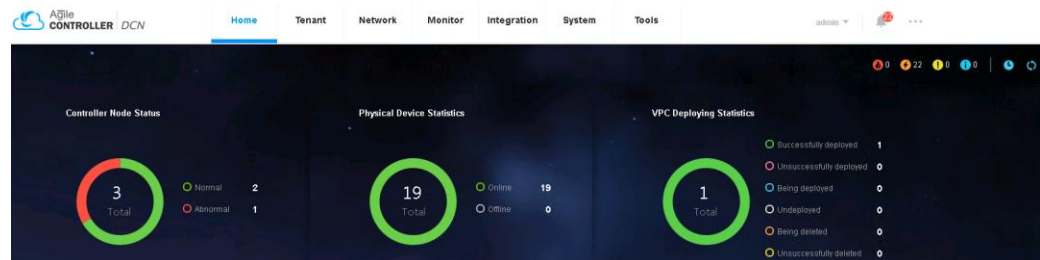 Agile
CONTROLLER DCN
Home Tenant Network Monitor Integration System Tools
admin
22
0 22 0 0
Controller Node Status
3
Total
Normal 2
Abnormal 1
Physical Device Statistics
19
Total
Online 19
Offline 0
VPC Deploying Statistics
1
Total
Successfully deployed 1
Unsuccessfully deployed 0
Being deployed 0
Undeployed 0
Being deleted 0
Unsuccessfully deleted 0